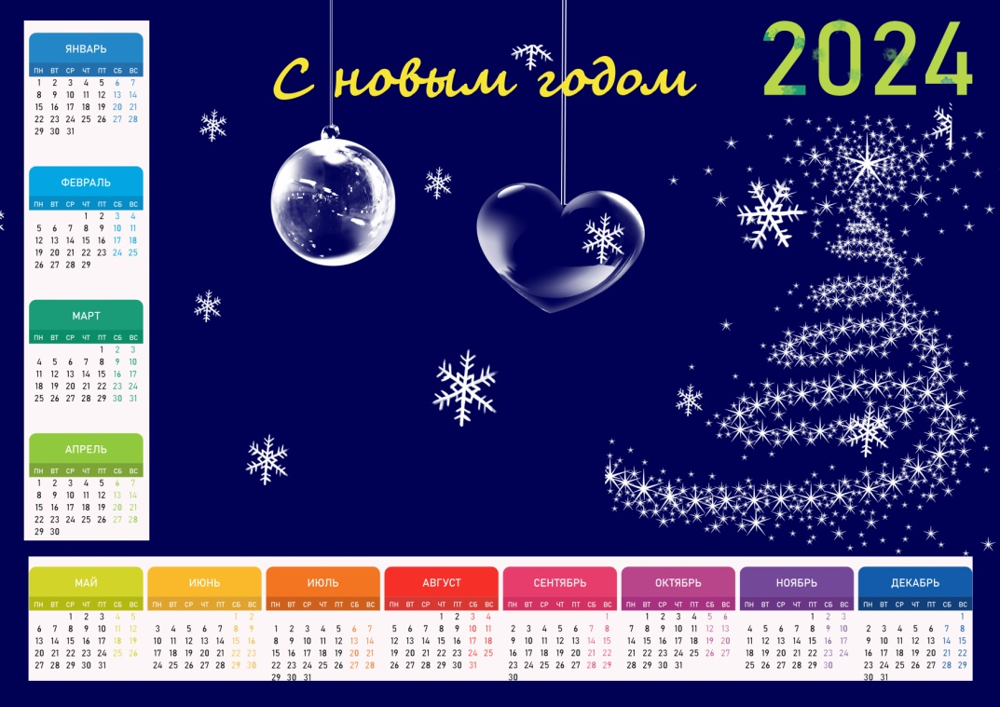 С новым годом
2024
ЯНВАРЬ
ПН ВТ СР ЧТ ПТ СБ ВС
1 2 3 4 5 6 7
8 9 10 11 12 13 14
15 16 17 18 19 20 21
22 23 24 25 26 27 28
29 30 31
ФЕВРАЛЬ
ПН ВТ СР ЧТ ПТ СБ ВС
1 2 3 4
5 6 7 8 9 10 11
12 13 14 15 16 17 18
19 20 21 22 23 24 25
26 27 28 29
МАРТ
ПН ВТ СР ЧТ ПТ СБ ВС
1 2 3
4 5 6 7 8 9 10
11 12 13 14 15 16 17
18 19 20 21 22 23 24
25 26 27 28 29 30 31
АПРЕЛЬ
ПН ВТ СР ЧТ ПТ СБ ВС
1 2 3 4 5 6 7
8 9 10 11 12 13 14
15 16 17 18 19 20 21
22 23 24 25 26 27 28
29 30
МАЙ
ПН ВТ СР ЧТ ПТ СБ ВС
1 2 3 4 5
6 7 8 9 10 11 12
13 14 15 16 17 18 19
20 21 22 23 24 25 26
27 28 29 30 31
ИЮНЬ
ПН ВТ СР ЧТ ПТ СБ ВС
1 2
3 4 5 6 7 8 9
10 11 12 13 14 15 16
17 18 19 20 21 22 23
24 25 26 27 28 29 30
ИЮЛЬ
ПН ВТ СР ЧТ ПТ СБ ВС
1 2 3 4 5 6 7
8 9 10 11 12 13 14
15 16 17 18 19 20 21
22 23 24 25 26 27 28
29 30 31
АВГУСТ
ПН ВТ СР ЧТ ПТ СБ ВС
1 2 3 4
5 6 7 8 9 10 11
12 13 14 15 16 17 18
19 20 21 22 23 24 25
26 27 28 29 30 31
СЕНТЯБРЬ
ПН ВТ СР ЧТ ПТ СБ ВС
1
2 3 4 5 6 7 8
9 10 11 12 13 14 15
16 17 18 19 20 21 22
23 24 25 26 27 28 29
30
ОКТЯБРЬ
ПН ВТ СР ЧТ ПТ СБ ВС
1 2 3 4 5 6
7 8 9 10 11 12 13
14 15 16 17 18 19 20
21 22 23 24 25 26 27
28 29 30 31
НОЯБРЬ
ПН ВТ СР ЧТ ПТ СБ ВС
1 2 3
4 5 6 7 8 9 10
11 12 13 14 15 16 17
18 19 20 21 22 23 24
25 26 27 28 29 30
ДЕКАБРЬ
ПН ВТ СР ЧТ ПТ СБ ВС
1
2 3 4 5 6 7 8
9 10 11 12 13 14 15
16 17 18 19 20 21 22
23 24 25 26 27 28 29
30 31